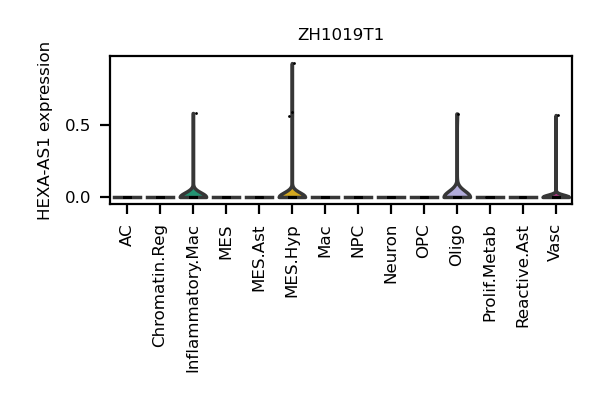 ZH1019T1
HEXA-AS1 expression
0.5
0.0
AC
Chromatin.Reg
Inflammatory.Mac
MES
MES.Ast
MES.Hyp
Mac
NPC
Neuron
OPC
Oligo
Prolif.Metab
Reactive.Ast
Vasc